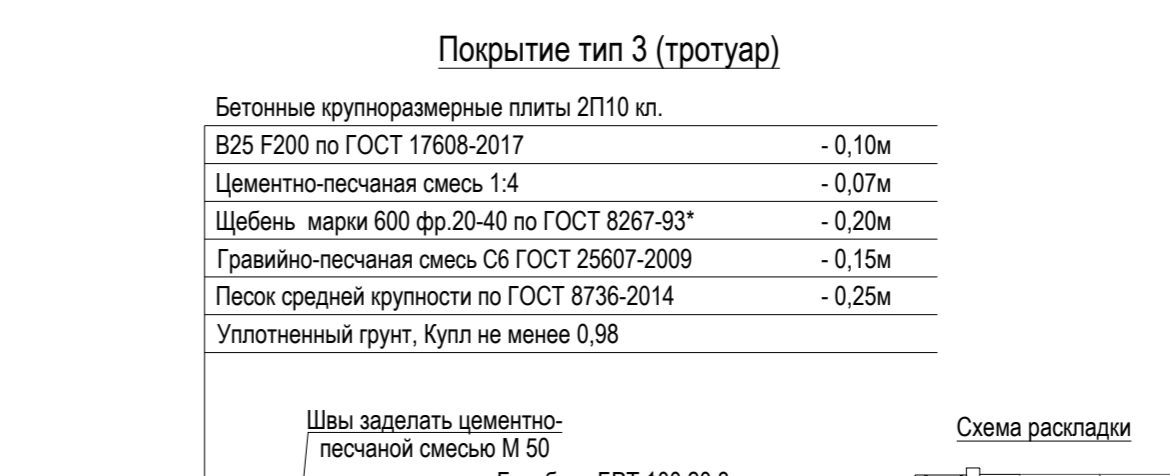 Покрытие тип 3 (тротуар)
Бетонные крупноразмерные плиты 2П10 кл.
В25 F200 по ГОСТ 17608-2017 - 0,10м
Цементно-песчаная смесь 1:4 - 0,07м
Щебень марки 600 фр.20-40 по ГОСТ 8267-93* - 0,20м
Гравийно-песчаная смесь С6 ГОСТ 25607-2009 - 0,15м
Песок средней крупности по ГОСТ 8736-2014 - 0,25м
Уплотненный грунт, Купл не менее 0,98
Швы заделать цементно-
песчаной смесью М 50
Схема раскладки